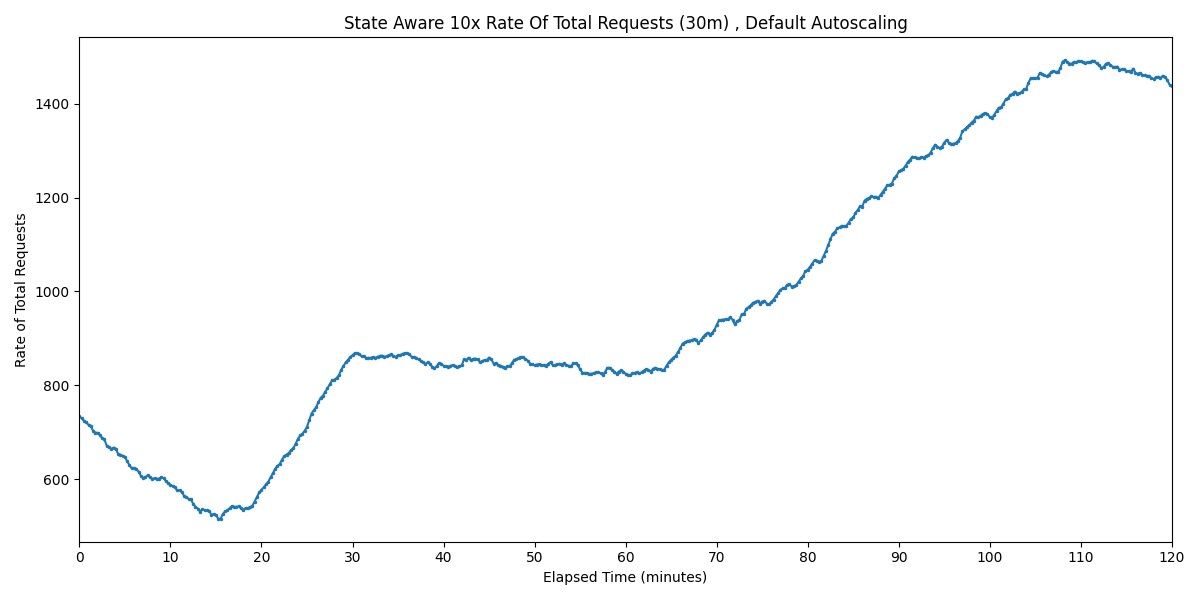 State Aware 10x Rate Of Total Requests (30m) , Default Autoscaling
Rate of Total Requests
1400
1200
1000
800
600
0 10 20 30 40 50 60 70 80 90 100 110 120
Elapsed Time (minutes)